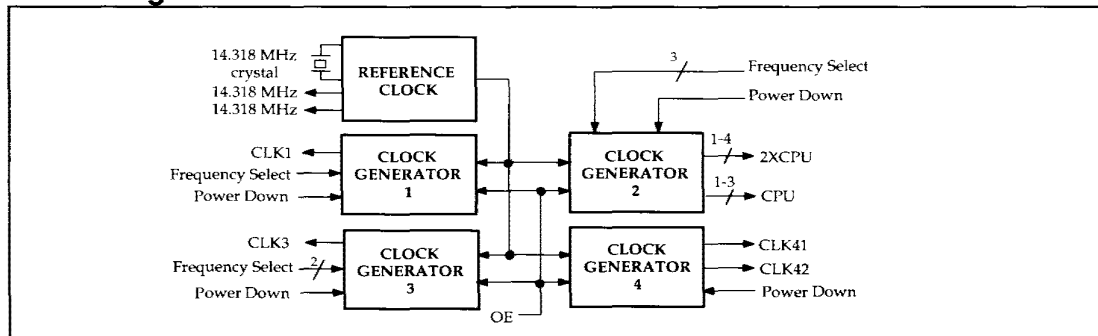 14.318 MHz
crystal
14.318 MHz
14.318 MHz
REFERENCE
CLOCK
3
Frequency Select
Power Down
CLK1
Frequency Select
Power Down
CLOCK
GENERATOR
1
CLOCK
GENERATOR
2
1-4
2XCPU
1-3
CPU
CLK3
Frequency Select
2
Power Down
CLOCK
GENERATOR
3
CLOCK
GENERATOR
4
CLK41
CLK42
Power Down
OE